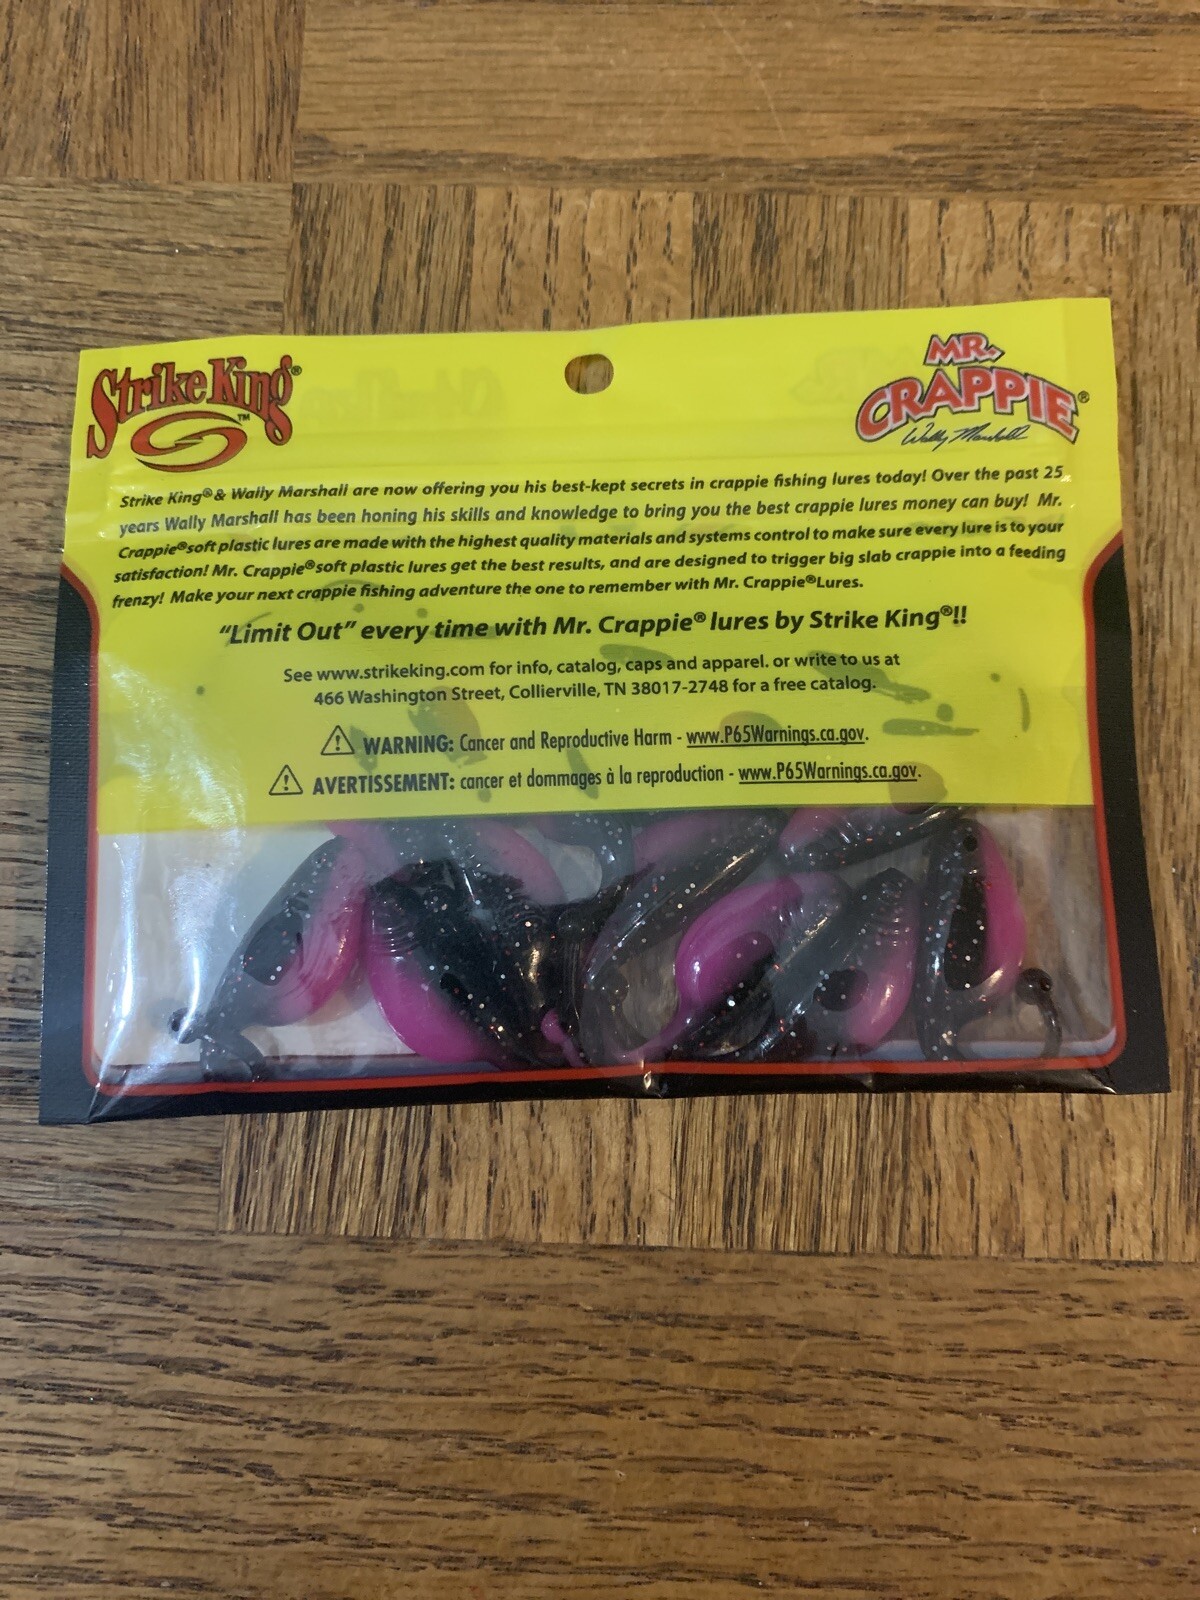 Strike King®
™
MR.
CRAPPIE®
Wally Marshall
Strike King® & Wally Marshall are now offering you his best-kept secrets in crappie fishing lures today! Over the past 25
years Wally Marshall has been honing his skills and knowledge to bring you the best crappie lures money can buy! Mr.
Crappie® soft plastic lures are made with the highest quality materials and systems control to make sure every lure is to your
satisfaction! Mr. Crappie® soft plastic lures get the best results, and are designed to trigger big slab crappie into a feeding
frenzy! Make your next crappie fishing adventure the one to remember with Mr. Crappie® Lures.
“Limit Out” every time with Mr. Crappie® lures by Strike King®!!
See www.strikeking.com for info, catalog, caps and apparel. or write to us at
466 Washington Street, Collierville, TN 38017-2748 for a free catalog.
WARNING: Cancer and Reproductive Harm - www.P65Warnings.ca.gov.
AVERTISSEMENT: cancer et dommages à la reproduction - www.P65Warnings.ca.gov.